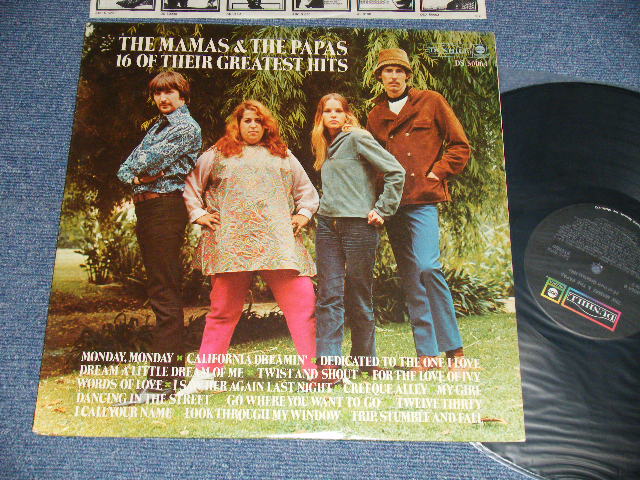 THE MAMAS & THE PAPAS
16 OF THEIR GREATEST HITS
DUNHILL
DS 50064
MONDAY, MONDAY * CALIFORNIA DREAMIN' * DEDICATED TO THE ONE I LOVE
DREAM A LITTLE DREAM OF ME * TWIST AND SHOUT * FOR THE LOVE OF IVY
WORDS OF LOVE * I SAW HER AGAIN LAST NIGHT * CREEQUE ALLEY * MY GIRL
DANCING IN THE STREET GO WHERE YOU WANT TO GO TWELVE THIRTY
I CALL YOUR NAME LOOK THROUGH MY WINDOW TRIP, STUMBLE AND FALL
DUNHILL